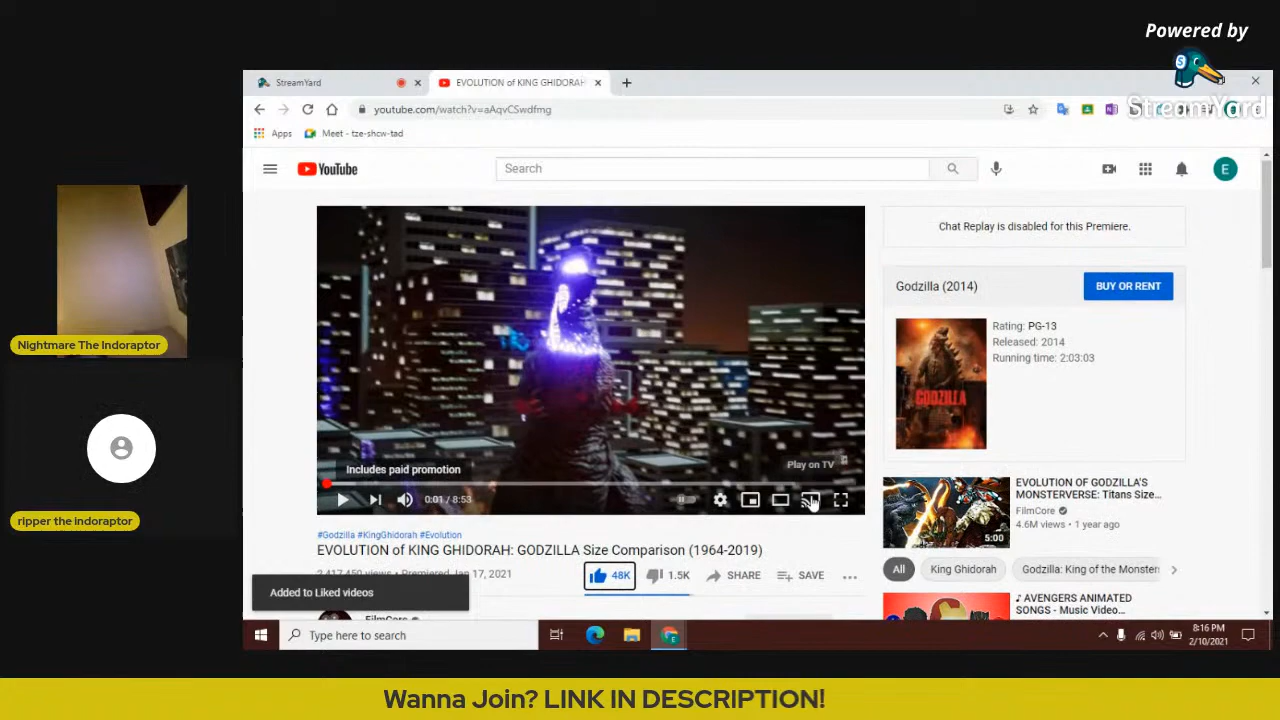 Powered by
StreamYard
StreamYard
EVOLUTION of KING GHIDORAH
youtube.com/watch?v=aAqvCSwdfmg
Apps
Meet - tze-shcw-tad
YouTube
Search
E
Chat Replay is disabled for this Premiere.
Godzilla (2014)
BUY OR RENT
Rating: PG-13
Released: 2014
Running time: 2:03:03
GODZILLA
Nightmare The Indoraptor
ripper the indoraptor
Includes paid promotion
Play on TV
0:01 / 8:53
#Godzilla #KingGhidorah #Evolution
EVOLUTION of KING GHIDORAH: GODZILLA Size Comparison (1964-2019)
2,417,450 views • Premiered Jan 17, 2021
48K
1.5K
SHARE
SAVE
Added to Liked videos
FilmCore
EVOLUTION OF GODZILLA'S
MONSTERVERSE: Titans Size...
FilmCore
4.6M views • 1 year ago
5:00
All
King Ghidorah
Godzilla: King of the Monster
♪ AVENGERS ANIMATED
SONGS - Music Video...
Type here to search
8:16 PM
2/10/2021
Wanna Join? LINK IN DESCRIPTION!